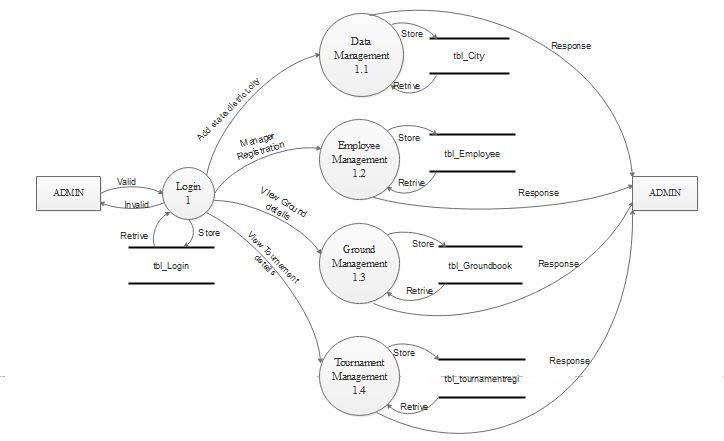 Data
Management
1.1
Store
tbl_City
Retrive
Response
Add state district city
Manager
Registration
Employee
Management
1.2
Store
tbl_Employee
Retrive
Response
ADMIN
Valid
Invalid
Login
1
Retrive
Store
tbl_Login
View Ground
details
Ground
Management
1.3
Store
tbl_Groundbook
Retrive
Response
ADMIN
View Tournament
details
Tournament
Management
1.4
Store
tbl_tournamentregi
Retrive
Response